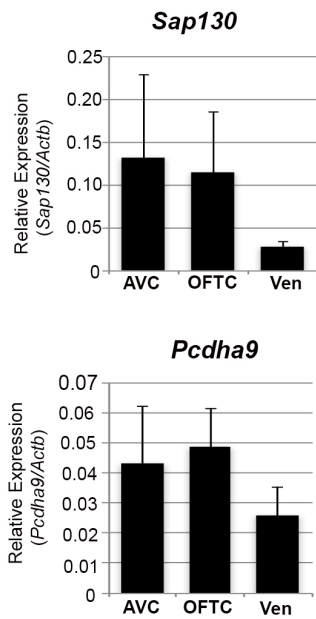 Sap130
Relative Expression
(Sap130/Actb)
0.25
0.20
0.15
0.10
0.05
0
AVC OFTC Ven
Pcdha9
Relative Expression
(Pcdha9/Actb)
0.07
0.06
0.05
0.04
0.03
0.02
0.01
0
AVC OFTC Ven